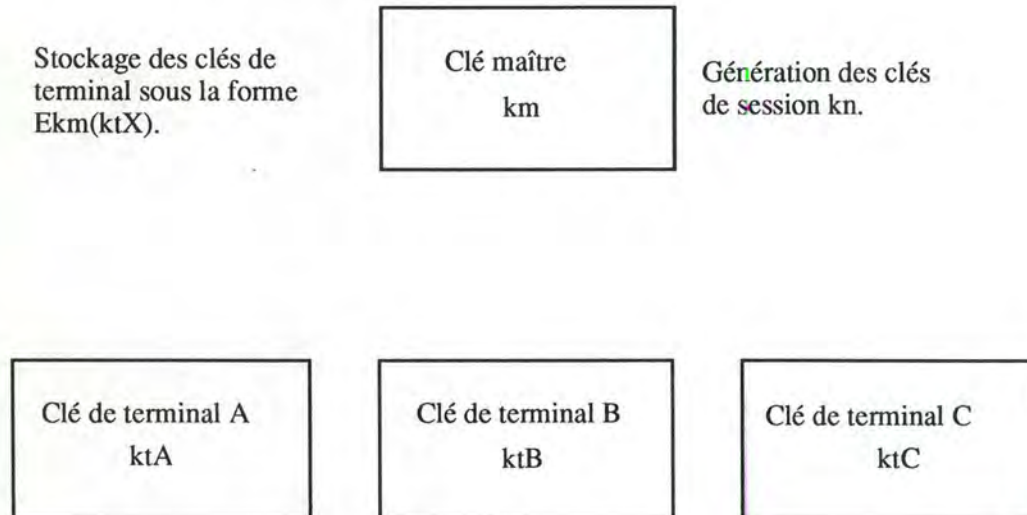 Stockage des clés de
terminal sous la forme
Ekm(ktX).
Clé maître
km
Génération des clés
de session kn.
Clé de terminal A
ktA
Clé de terminal B
ktB
Clé de terminal C
ktC